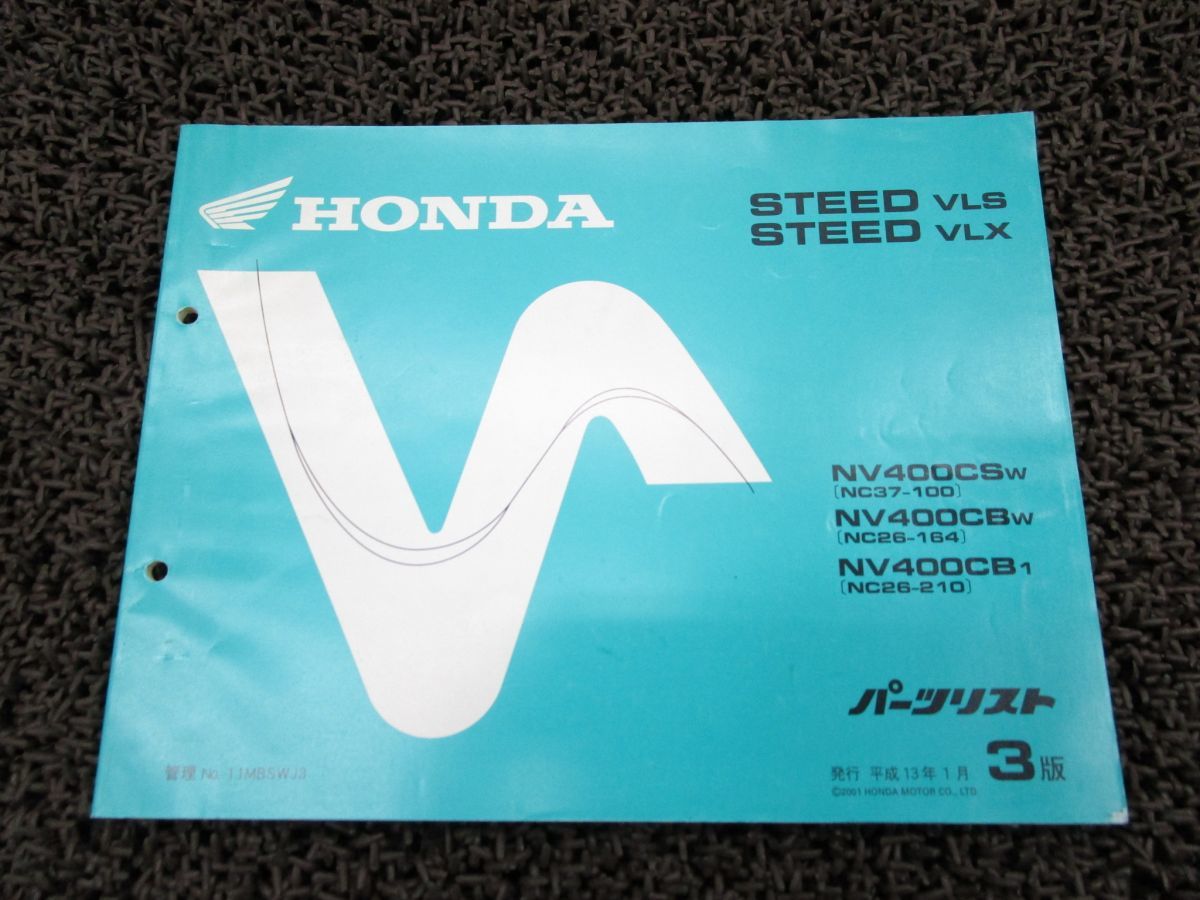 HONDA
STEED VLS
STEED VLX
NV400CSW
[NC37-100]
NV400CBW
[NC26-164]
NV400CB1
[NC26-210]
パーツリスト
管理 No. 11MBSWJ3
発行 平成13年1月 3版
©2001 HONDA MOTOR CO., LTD.